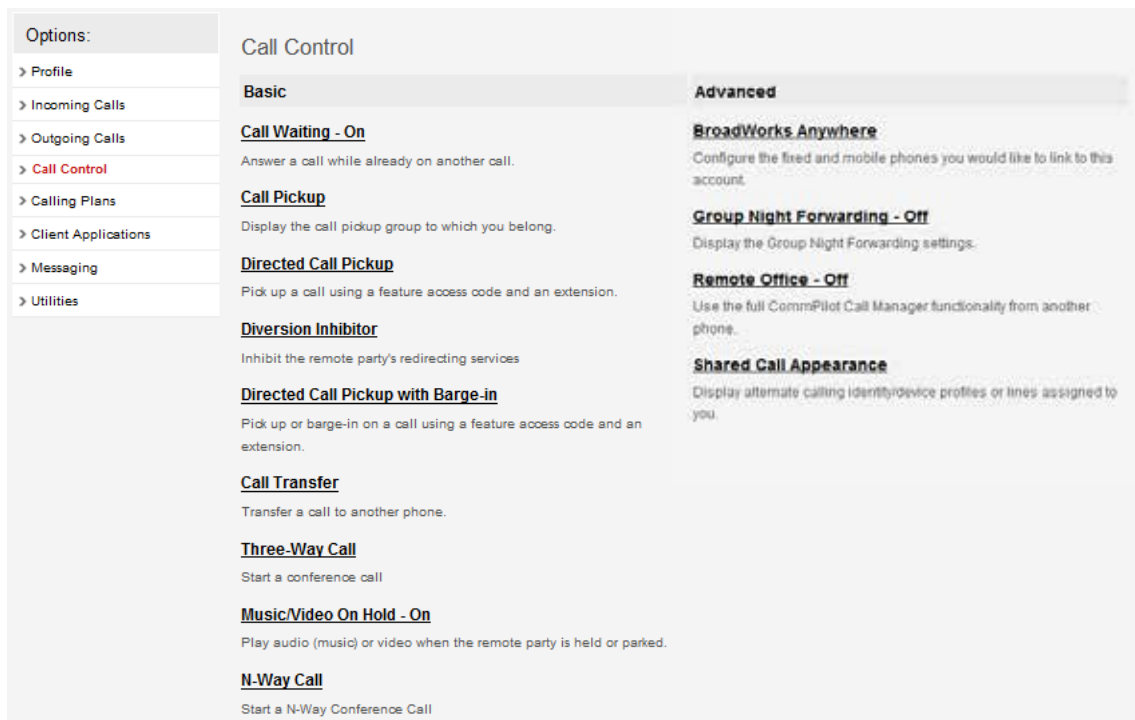 Options:
Profile
Incoming Calls
Outgoing Calls
Call Control
Calling Plans
Client Applications
Messaging
Utilities
Call Control
Basic
Call Waiting - On
Answer a call while already on another call.
Call Pickup
Display the call pickup group to which you belong.
Directed Call Pickup
Pick up a call using a feature access code and an extension.
Diversion Inhibitor
Inhibit the remote party's redirecting services
Directed Call Pickup with Barge-in
Pick up or barge-in on a call using a feature access code and an
extension.
Call Transfer
Transfer a call to another phone.
Three-Way Call
Start a conference call
Music/Video On Hold - On
Play audio (music) or video when the remote party is held or parked.
N-Way Call
Start a N-Way Conference Call
Advanced
BroadWorks Anywhere
Configure the fixed and mobile phones you would like to link to this
account.
Group Night Forwarding - Off
Display the Group Night Forwarding settings.
Remote Office - Off
Use the full CommPilot Call Manager functionality from another
phone.
Shared Call Appearance
Display alternate calling identity/device profiles or lines assigned to
you.